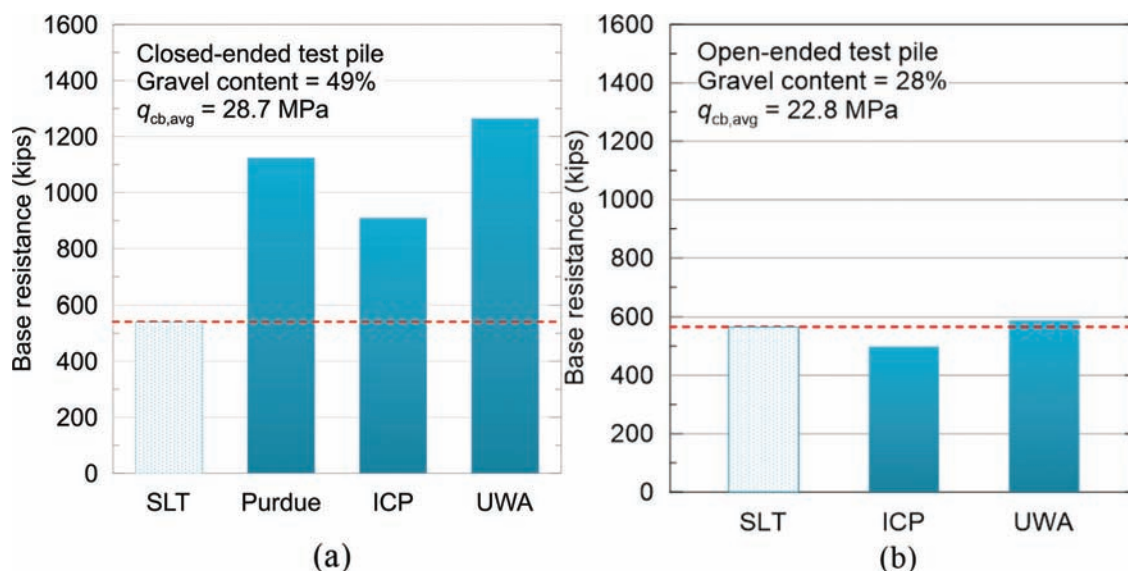 Closed-ended test pile
Gravel content = 49%
qcb,avg = 28.7 MPa
Base resistance (kips)
1600
1400
1200
1000
800
600
400
200
0
SLT Purdue ICP UWA
(a)
Open-ended test pile
Gravel content = 28%
qcb,avg = 22.8 MPa
Base resistance (kips)
1600
1400
1200
1000
800
600
400
200
0
SLT ICP UWA
(b)